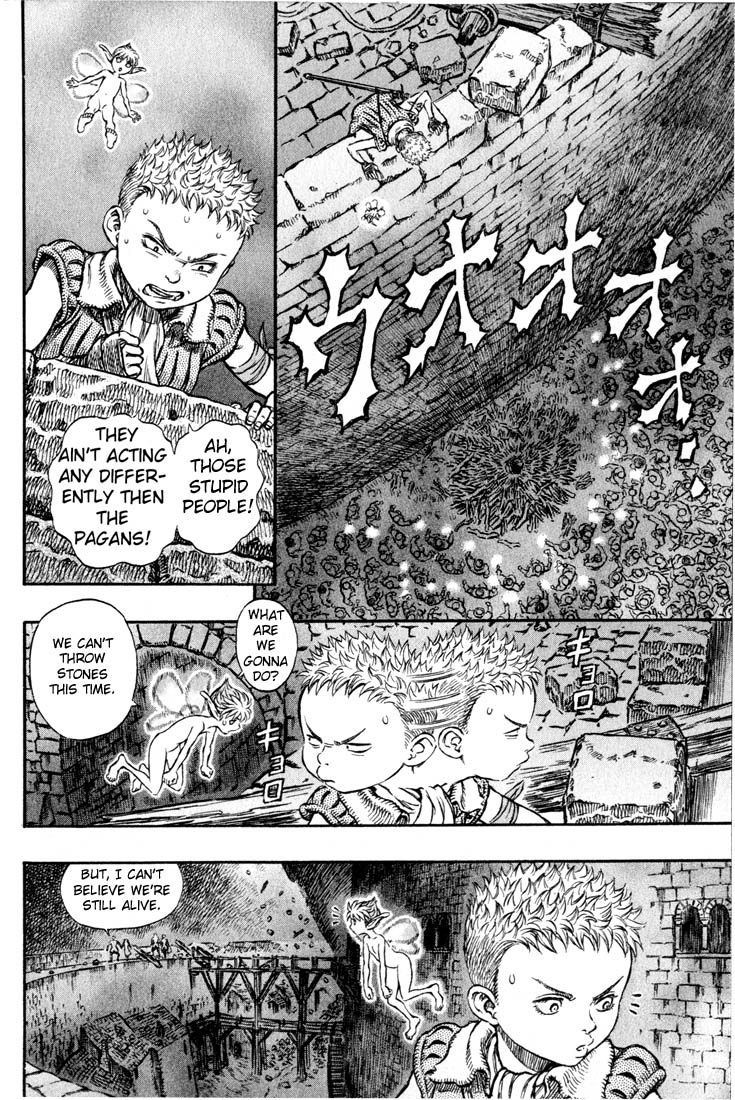 ウオオオオ・・
AH,
THOSE
STUPID
PEOPLE!
THEY
AIN'T ACTING
ANY DIFFER-
ENTLY THEN
THE
PAGANS!
キョロ
WHAT
ARE
WE
GONNA
DO?
キョロ
WE CAN'T
THROW
STONES
THIS TIME.
BUT, I CAN'T
BELIEVE WE'RE
STILL ALIVE.